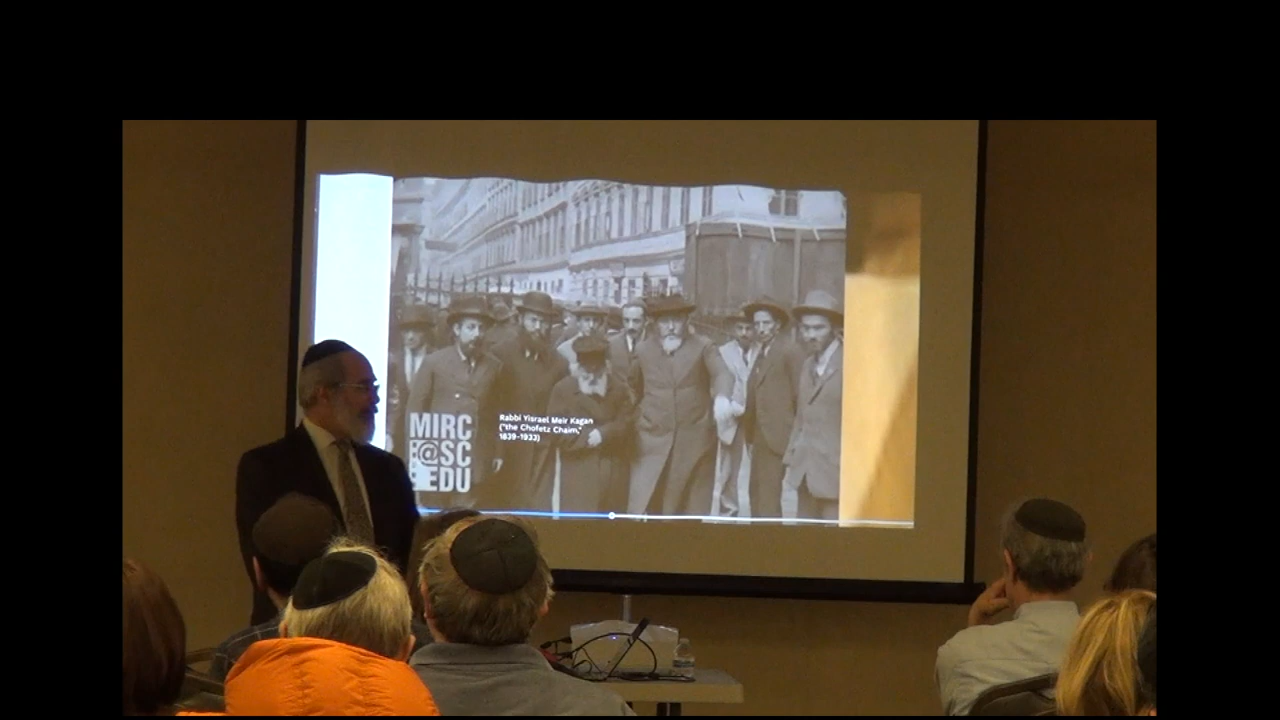 MIRC
@SC
EDU
Rabbi Yisrael Meir Kagan
("the Chofetz Chaim,"
1839-1933)